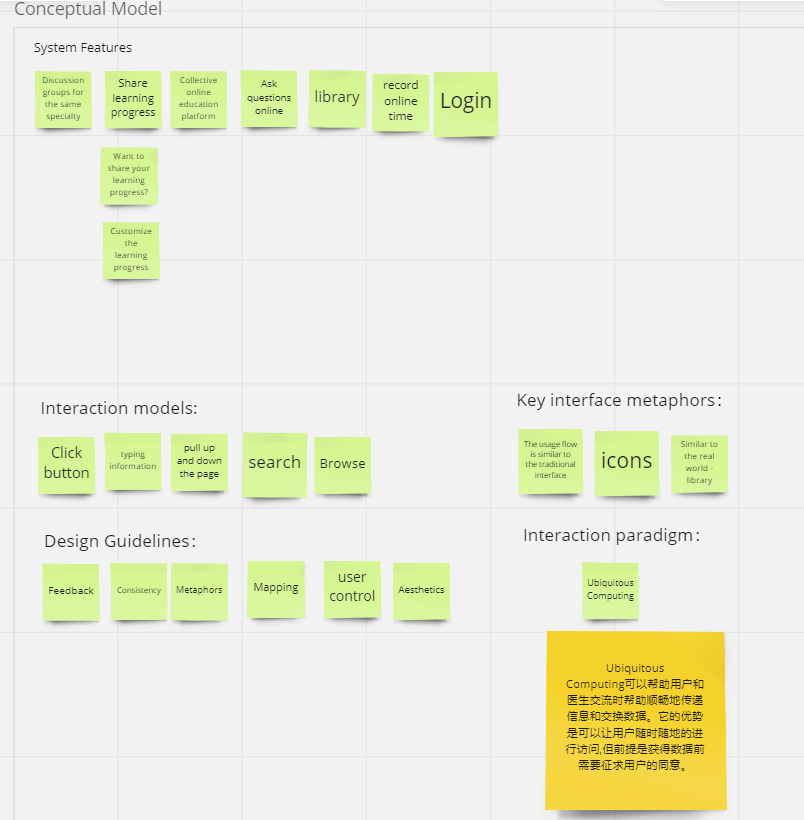 Conceptual Model
System Features
Discussion
groups for
the same
specialty
Share
learning
progress
Collective
online
education
platform
Ask
questions
online
library
record
online
time
Login
Want to
share your
learning
progress?
Customize
the
learning
progress
Interaction models:
Click
button
typing
information
pull up
and down
the page
search
Browse
Key interface metaphors:
The usage flow
is similar to
the traditional
interface
icons
Similar to
the real
world -
library
Design Guidelines:
Feedback
Consistency
Metaphors
Mapping
user
control
Aesthetics
Interaction paradigm:
Ubiquitous
Computing
Ubiquitous
Computing可以帮助用户和
医生交流时帮助顺畅地传递
信息和交换数据。它的优势
是可以让用户随时随地的进
行访问,但前提是获得数据前
需要征求用户的同意。